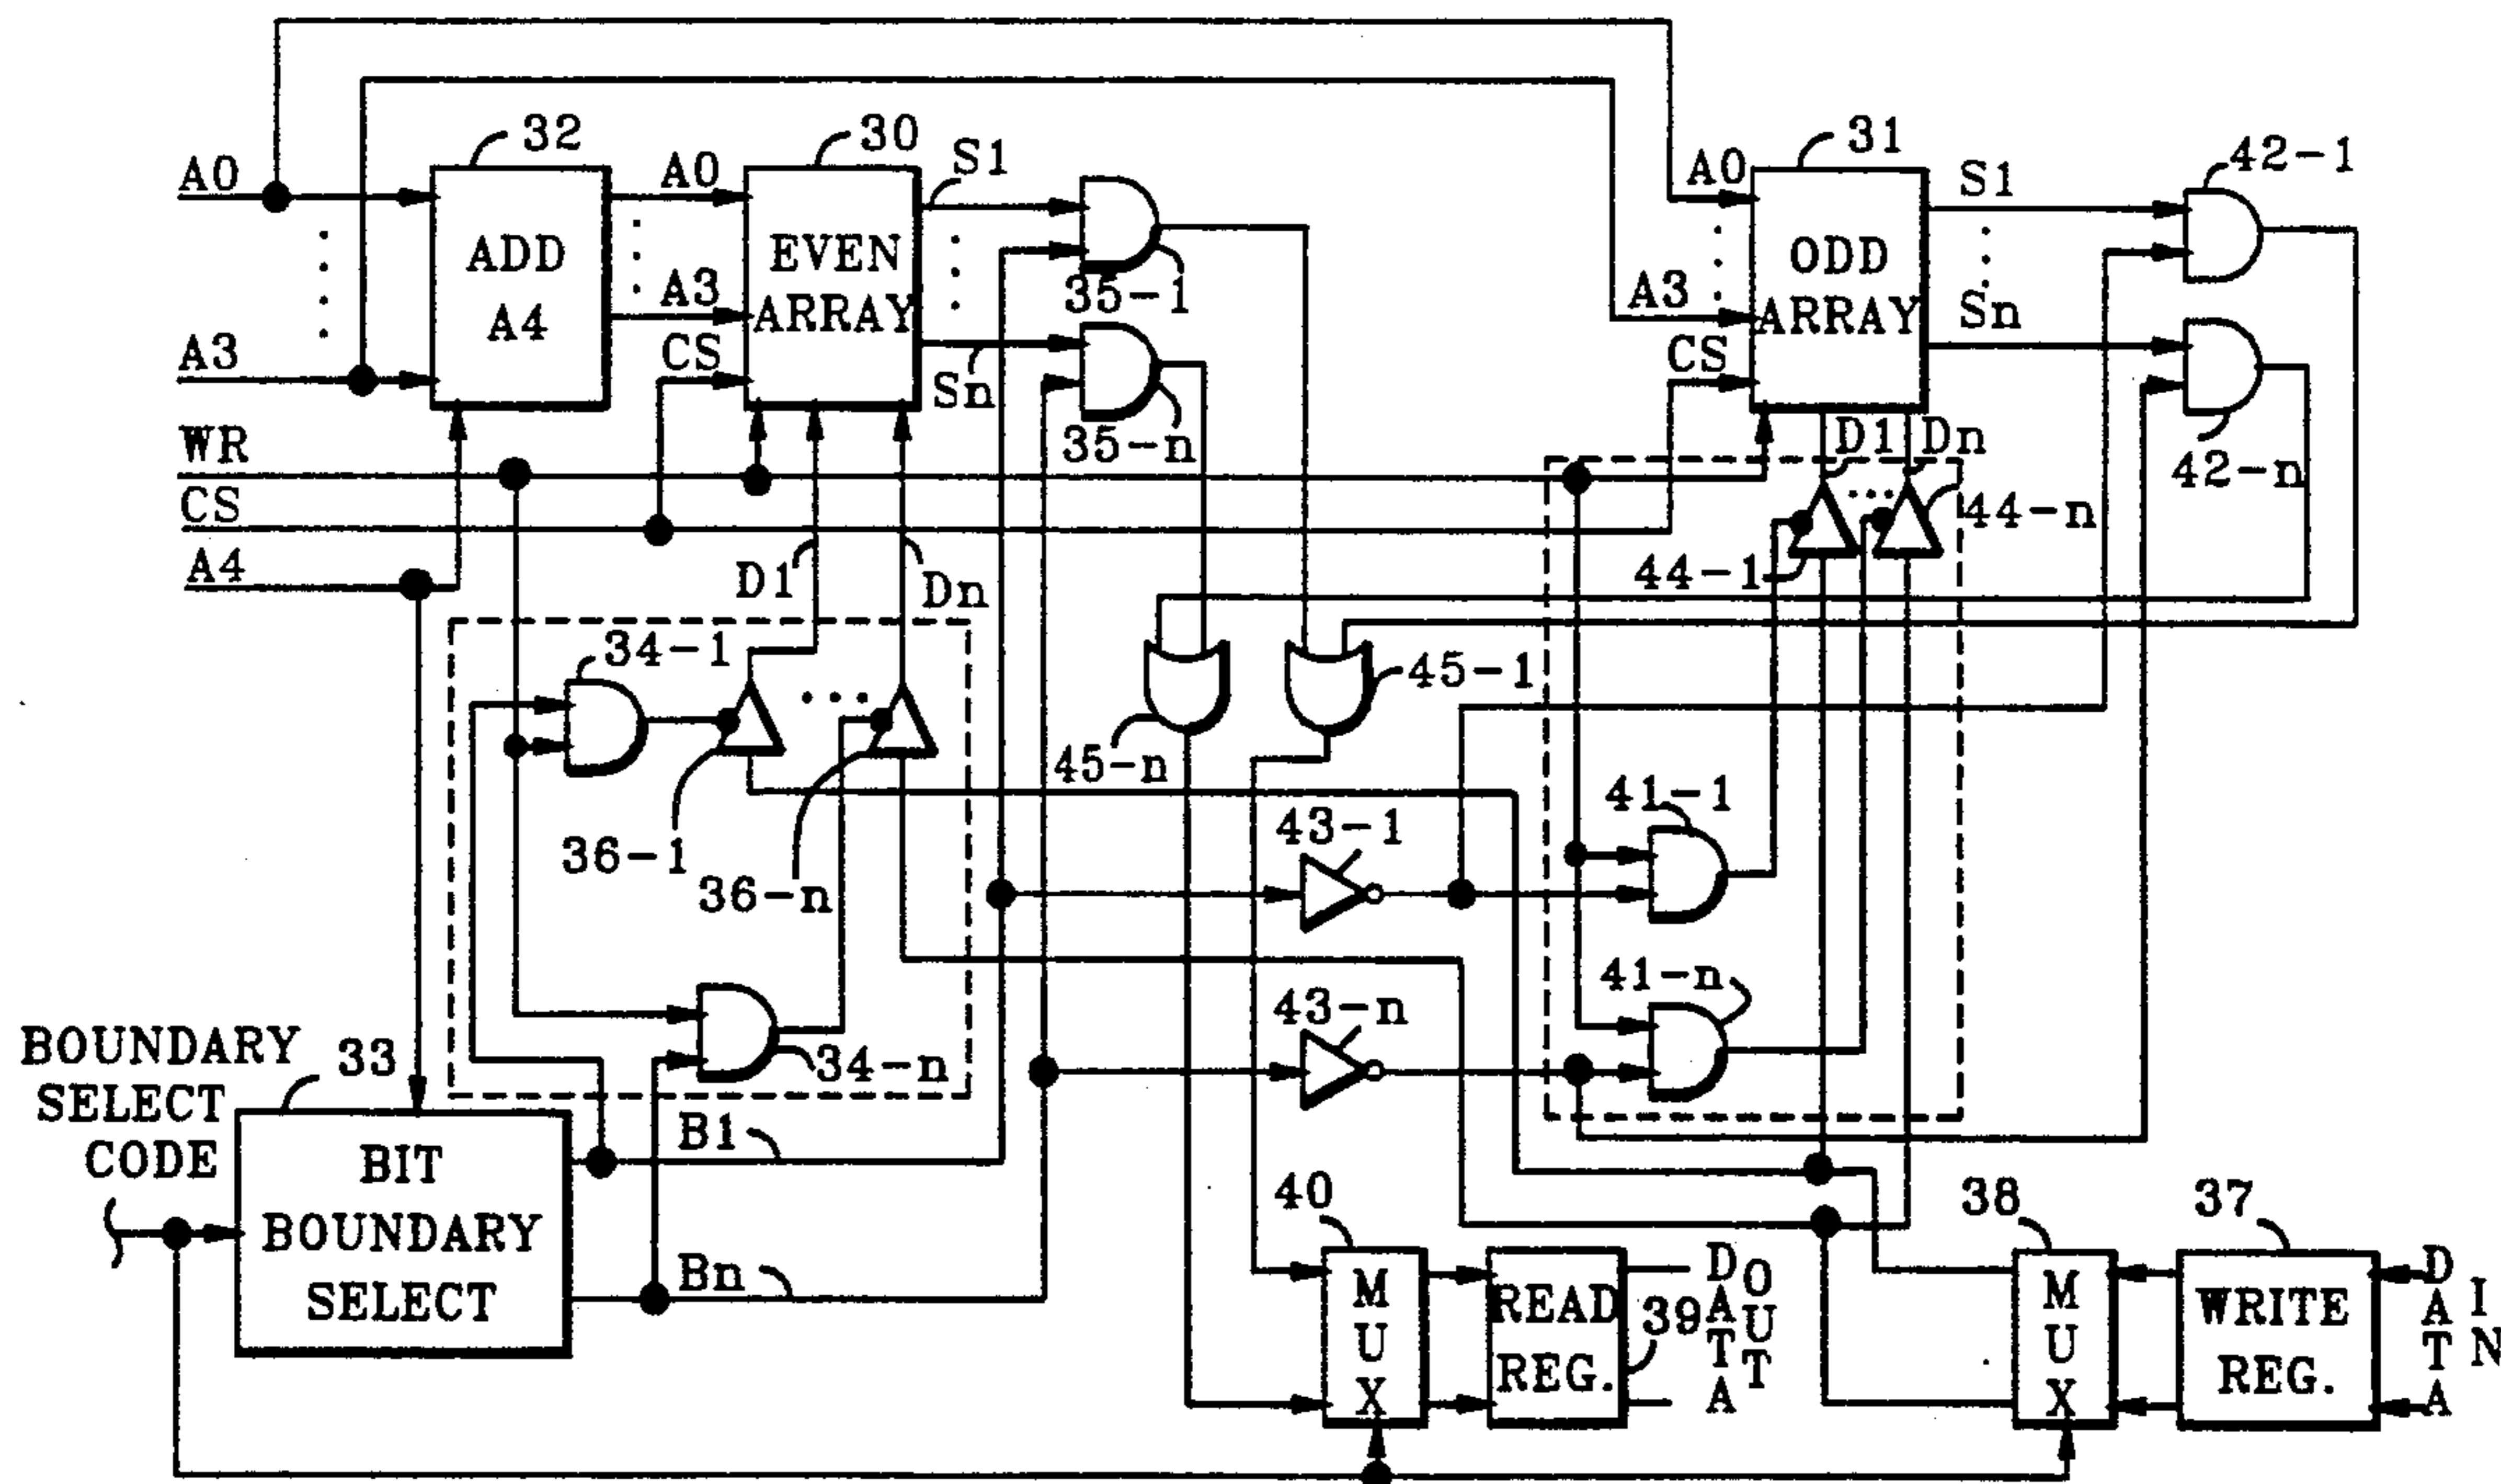 32
30
S1
31
42-1
A0
A0
A0
S1
ADD
A4
EVEN
ARRAY
ODD
ARRAY
35-1
A3
A3
A3
Sn
CS
CS
Sn
35-n
42-n
WR
CS
A4
D1
Dn
44-n
44-1
D1
Dn
34-1
45-1
45-n
36-1
36-n
43-1
41-1
41-n
43-n
34-n
BOUNDARY
SELECT
CODE
33
B1
BIT
BOUNDARY
SELECT
Bn
40
38
37
MUX
READ
REG.
39
DATA
OUT
MUX
WRITE
REG.
DATA
IN